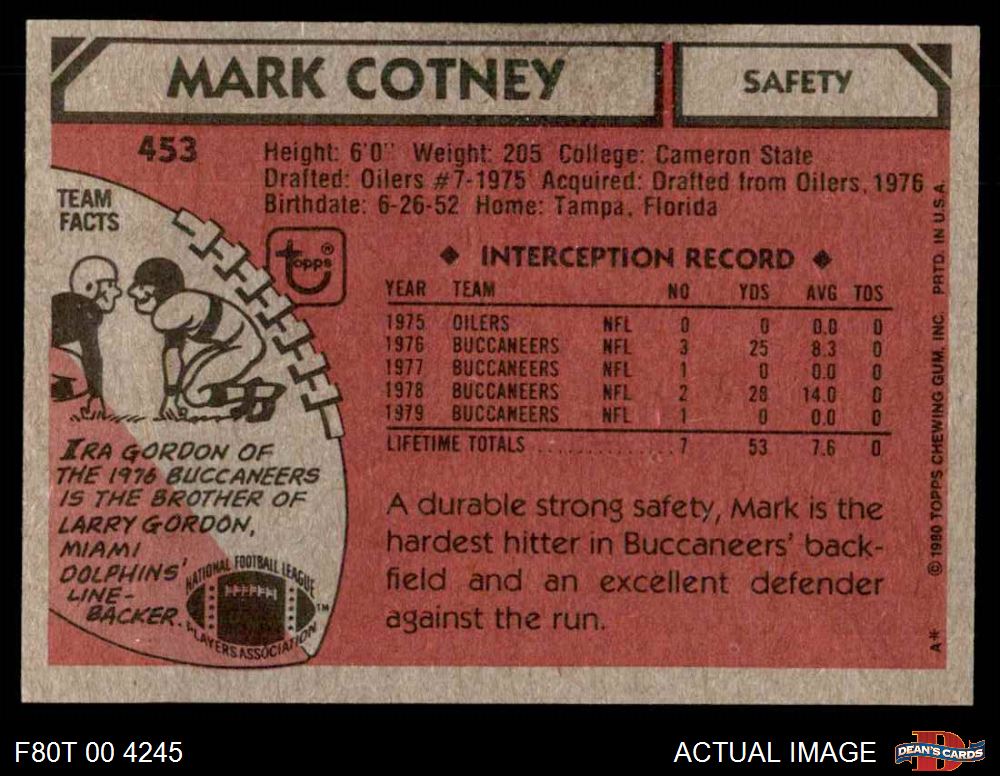 MARK COTNEY
SAFETY
453
Height: 6'0" Weight: 205 College: Cameron State
Drafted: Oilers #7-1975 Acquired: Drafted from Oilers, 1976
Birthdate: 6-26-52 Home: Tampa, Florida
TEAM
FACTS
topps®
◆ INTERCEPTION RECORD ◆
YEAR TEAM NO YDS AVG TDS
1975 OILERS NFL 0 0 0.0 0
1976 BUCCANEERS NFL 3 25 8.3 0
1977 BUCCANEERS NFL 1 0 0.0 0
1978 BUCCANEERS NFL 2 28 14.0 0
1979 BUCCANEERS NFL 1 0 0.0 0
LIFETIME TOTALS .............. 7 53 7.6 0
IRA GORDON OF
THE 1976 BUCCANEERS
IS THE BROTHER OF
LARRY GORDON,
MIAMI
DOLPHINS'
LINE-
BACKER.
NATIONAL FOOTBALL LEAGUE
PLAYERS ASSOCIATION
TM
A durable strong safety, Mark is the
hardest hitter in Buccaneers' back-
field and an excellent defender
against the run.
A* ©1980 TOPPS CHEWING GUM, INC. PRTD. IN U.S.A.
F80T 00 4245
ACTUAL IMAGE
D
DEAN'S CARDS